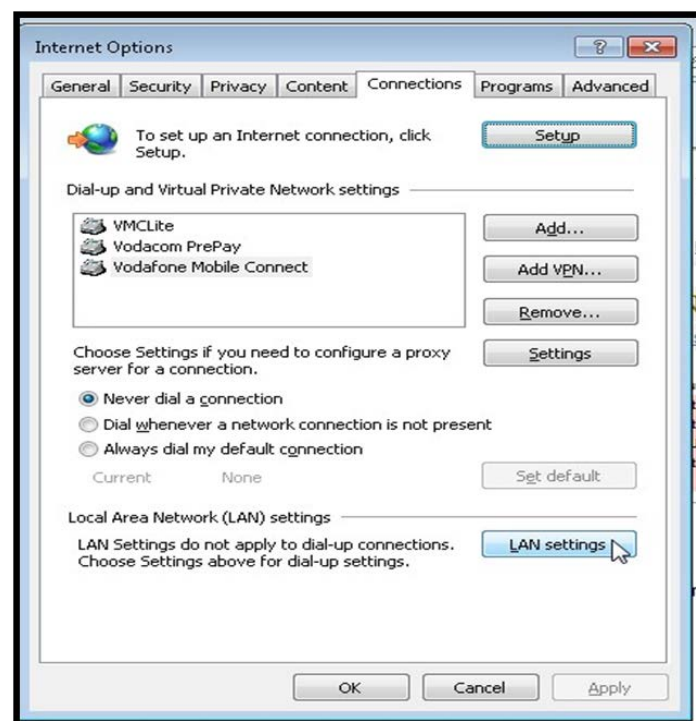 Internet Options
General Security Privacy Content Connections Programs Advanced
To set up an Internet connection, click
Setup.
Setup
Dial-up and Virtual Private Network settings
VMCLite
Vodacom PrePay
Vodafone Mobile Connect
Add...
Add VPN...
Remove...
Choose Settings if you need to configure a proxy
server for a connection.
Settings
Never dial a connection
Dial whenever a network connection is not present
Always dial my default connection
Current None
Set default
Local Area Network (LAN) settings
LAN Settings do not apply to dial-up connections.
Choose Settings above for dial-up settings.
LAN settings
OK Cancel Apply